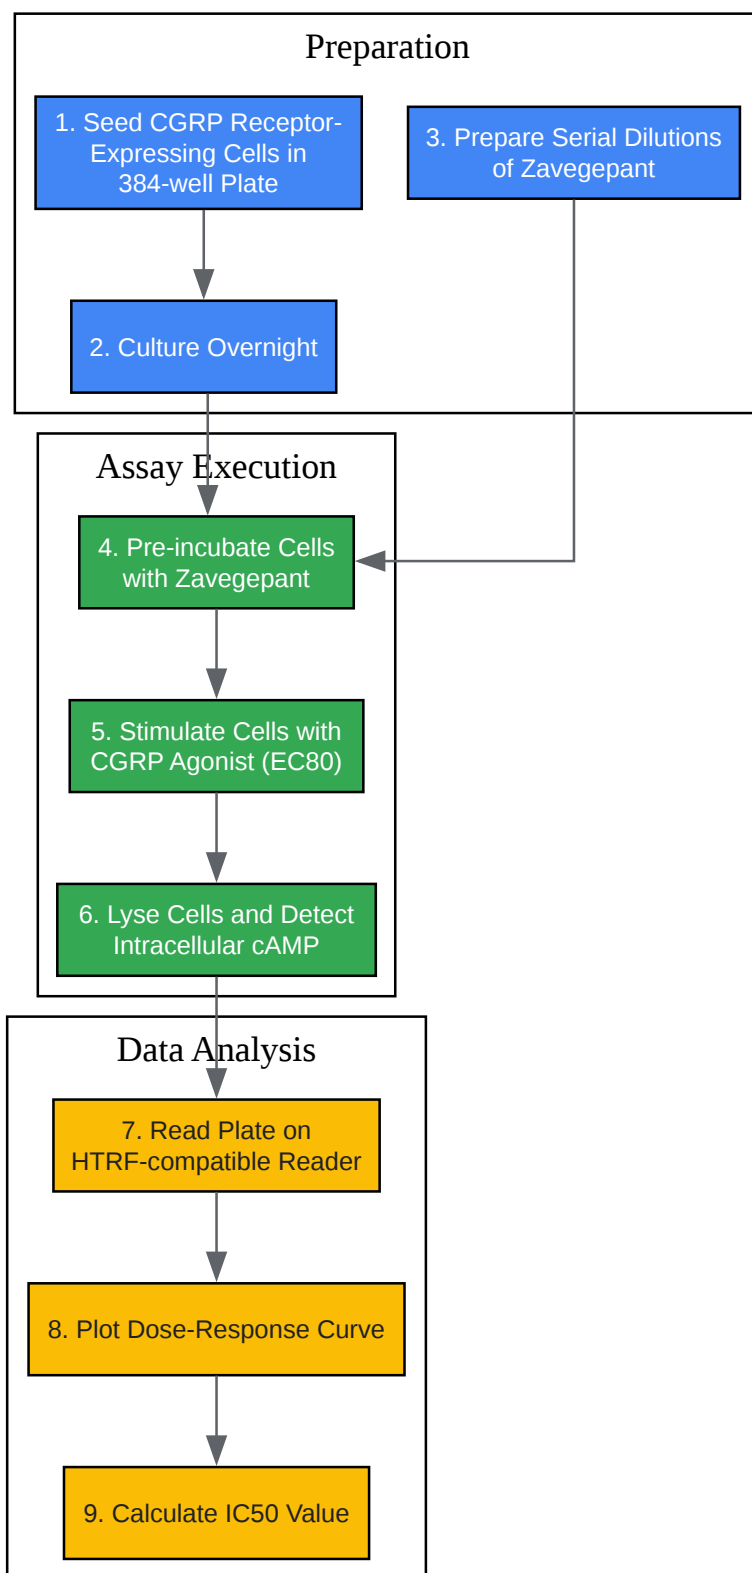 Preparation
1. Seed CGRP Receptor-
Expressing Cells in
384-well Plate
3. Prepare Serial Dilutions
of Zavegepant
2. Culture Overnight
Assay Execution
4. Pre-incubate Cells
with Zavegepant
5. Stimulate Cells with
CGRP Agonist (EC80)
6. Lyse Cells and Detect
Intracellular cAMP
Data Analysis
7. Read Plate on
HTRF-compatible Reader
8. Plot Dose-Response Curve
9. Calculate IC50 Value